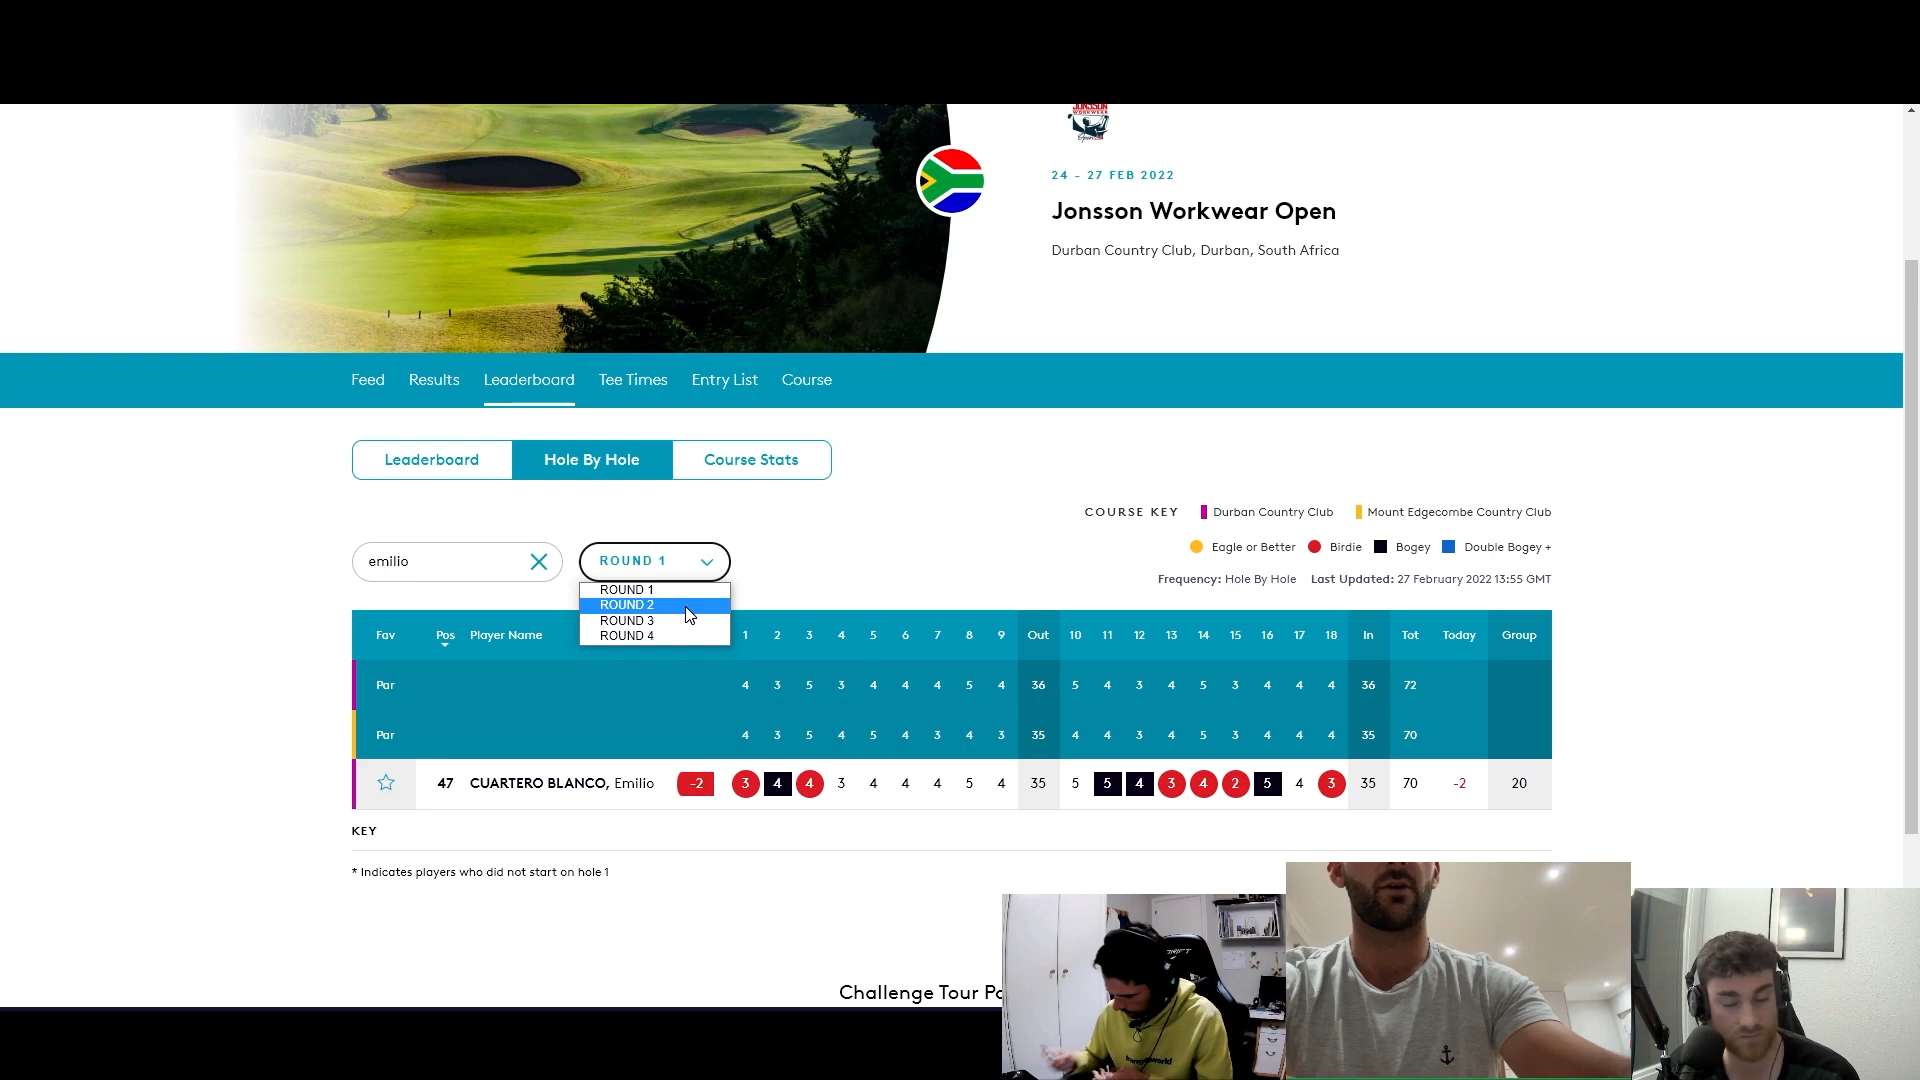 JONSSON
WORKWEAR
Open
24 - 27 FEB 2022
Jonsson Workwear Open
Durban Country Club, Durban, South Africa
Feed Results Leaderboard Tee Times Entry List Course
Leaderboard Hole By Hole Course Stats
COURSE KEY Durban Country Club Mount Edgecombe Country Club
Eagle or Better Birdie Bogey Double Bogey +
emilio ROUND 1
Frequency: Hole By Hole Last Updated: 27 February 2022 13:55 GMT
ROUND 1
ROUND 2
ROUND 3
ROUND 4
Fav Pos Player Name 1 2 3 4 5 6 7 8 9 Out 10 11 12 13 14 15 16 17 18 In Tot Today Group
Par 4 3 5 3 4 4 4 5 4 36 5 4 3 4 5 3 4 4 4 36 72
Par 4 3 5 4 5 4 3 4 3 35 4 4 3 4 5 3 4 4 4 35 70
47 CUARTERO BLANCO, Emilio -2 3 4 4 3 4 4 4 5 4 35 5 5 4 3 4 2 5 4 3 35 70 -2 20
KEY
* Indicates players who did not start on hole 1
Challenge Tour